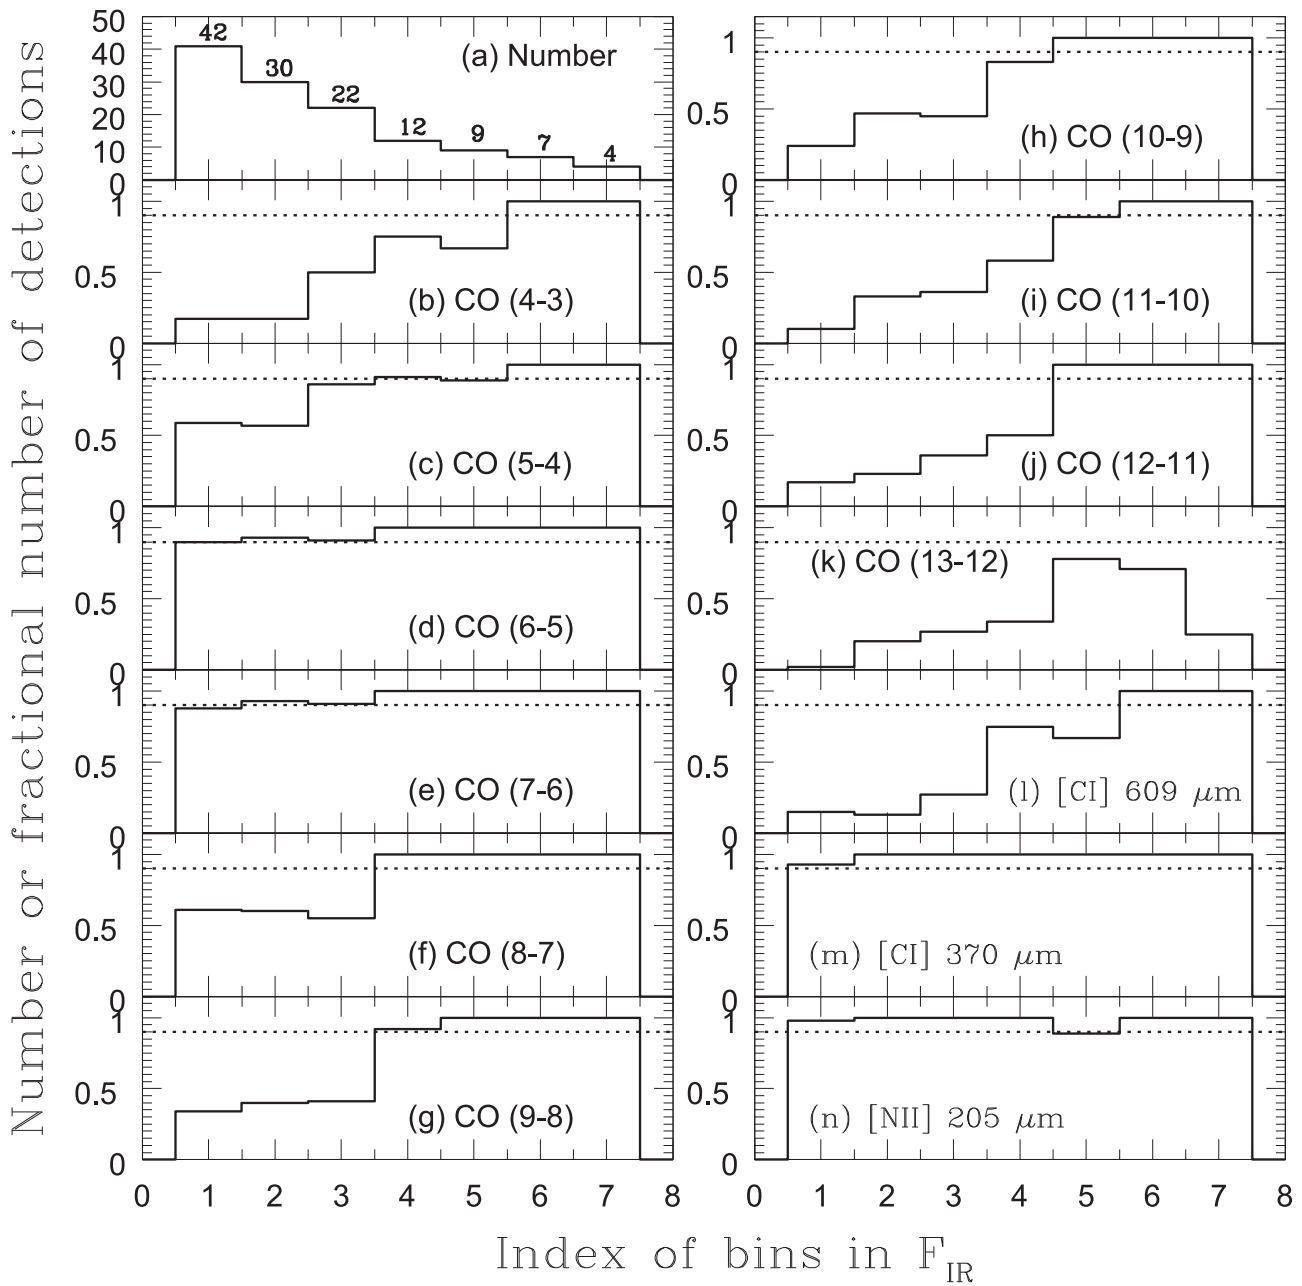 Number or fractional number of detections
50
40
30
20
10
0
42
30
22
12
9
7
4
(a) Number
1
0.5
0
(b) CO (4-3)
1
0.5
0
(c) CO (5-4)
1
0.5
0
(d) CO (6-5)
1
0.5
0
(e) CO (7-6)
1
0.5
0
(f) CO (8-7)
1
0.5
0
(g) CO (9-8)
0 1 2 3 4 5 6 7 8
1
0.5
0
(h) CO (10-9)
1
0.5
0
(i) CO (11-10)
1
0.5
0
(j) CO (12-11)
1
0.5
0
(k) CO (13-12)
1
0.5
0
(l) [CI] 609 μm
1
0.5
0
(m) [CI] 370 μm
1
0.5
0
(n) [NII] 205 μm
0 1 2 3 4 5 6 7 8
Index of bins in F_IR